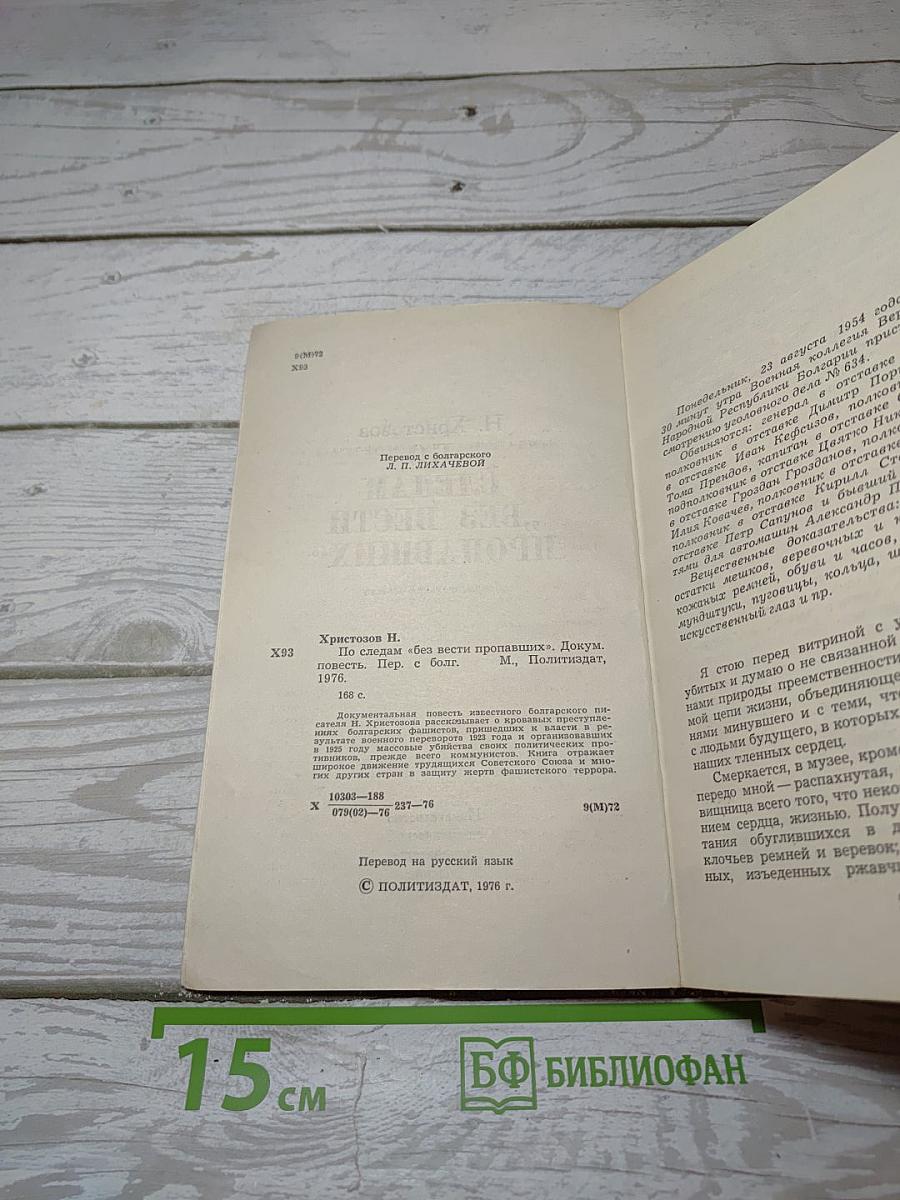 9(М)72
Х93
Перевод с болгарского
Л. П. ЛИХАЧЕВОЙ
Христозов Н.
Х93 По следам «без вести пропавших». Докум.
повесть. Пер. с болг. М., Политиздат,
1976.
168 с.
Документальная повесть известного болгарского пи-
сателя Н. Христозова рассказывает о кровавых преступле-
ниях болгарских фашистов, пришедших к власти в ре-
зультате военного переворота 1923 года и организовавших
в 1925 году массовые убийства своих политических про-
тивников, прежде всего коммунистов. Книга отражает
широкое движение трудящихся Советского Союза и мно-
гих других стран в защиту жертв фашистского террора.
Х 10303—188
079(02)—76 237—76 9(М)72
Перевод на русский язык
© ПОЛИТИЗДАТ, 1976 г.
Понедельник, 23 августа 1954 года
30 минут утра Военная коллегия Вер
Народной Республики Болгарии прист
смотрению уголовного дела № 634.
Обвиняются: генерал в отставке
полковник в отставке Димитр Пор
в отставке Иван Кефсизов, полков
Тома Прендов, капитан в отставке
подполковник в отставке Цвятко Ник
в отставке Гроздан Грозданов, полко
Илия Ковачев, полковник в отставке
полковник в отставке Кирилл Сто
отставке Петр Сапунов и бывший
тями для автомашин Александр П
Вещественные доказательства:
остатки мешков, веревочных и к
кожаных ремней, обуви и часов,
мундштуки, пуговицы, кольца, ш
искусственный глаз и пр.
Я стою перед витриной с у
убитых и думаю о не связанной
нами природы преемственности
мой цепи жизни, объединяюще
нями минувшего и с теми, что
с людьми будущего, в которых
наших тленных сердец.
Смеркается, в музее, кроме
передо мной — распахнутая,
вищница всего того, что неко
нием сердца, жизнью. Полу
тания обуглившихся в д
клочьев ремней и веревок;
ных, изъеденных ржавч
15 см
БФ БИБЛИОФАН